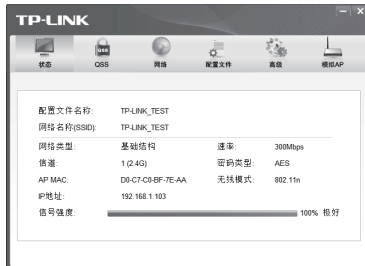 TP-LINK
状态 QSS 网络 配置文件 高级 模拟AP
配置文件名称: TP-LINK_TEST
网络名称(SSID): TP-LINK_TEST
网络类型: 基础结构 速率: 300Mbps
信道: 1 (2.4G) 密码类型: AES
AP MAC: D0-C7-C0-BF-7E-AA 无线模式: 802.11n
IP地址: 192.168.1.103
信号强度: 100% 极好